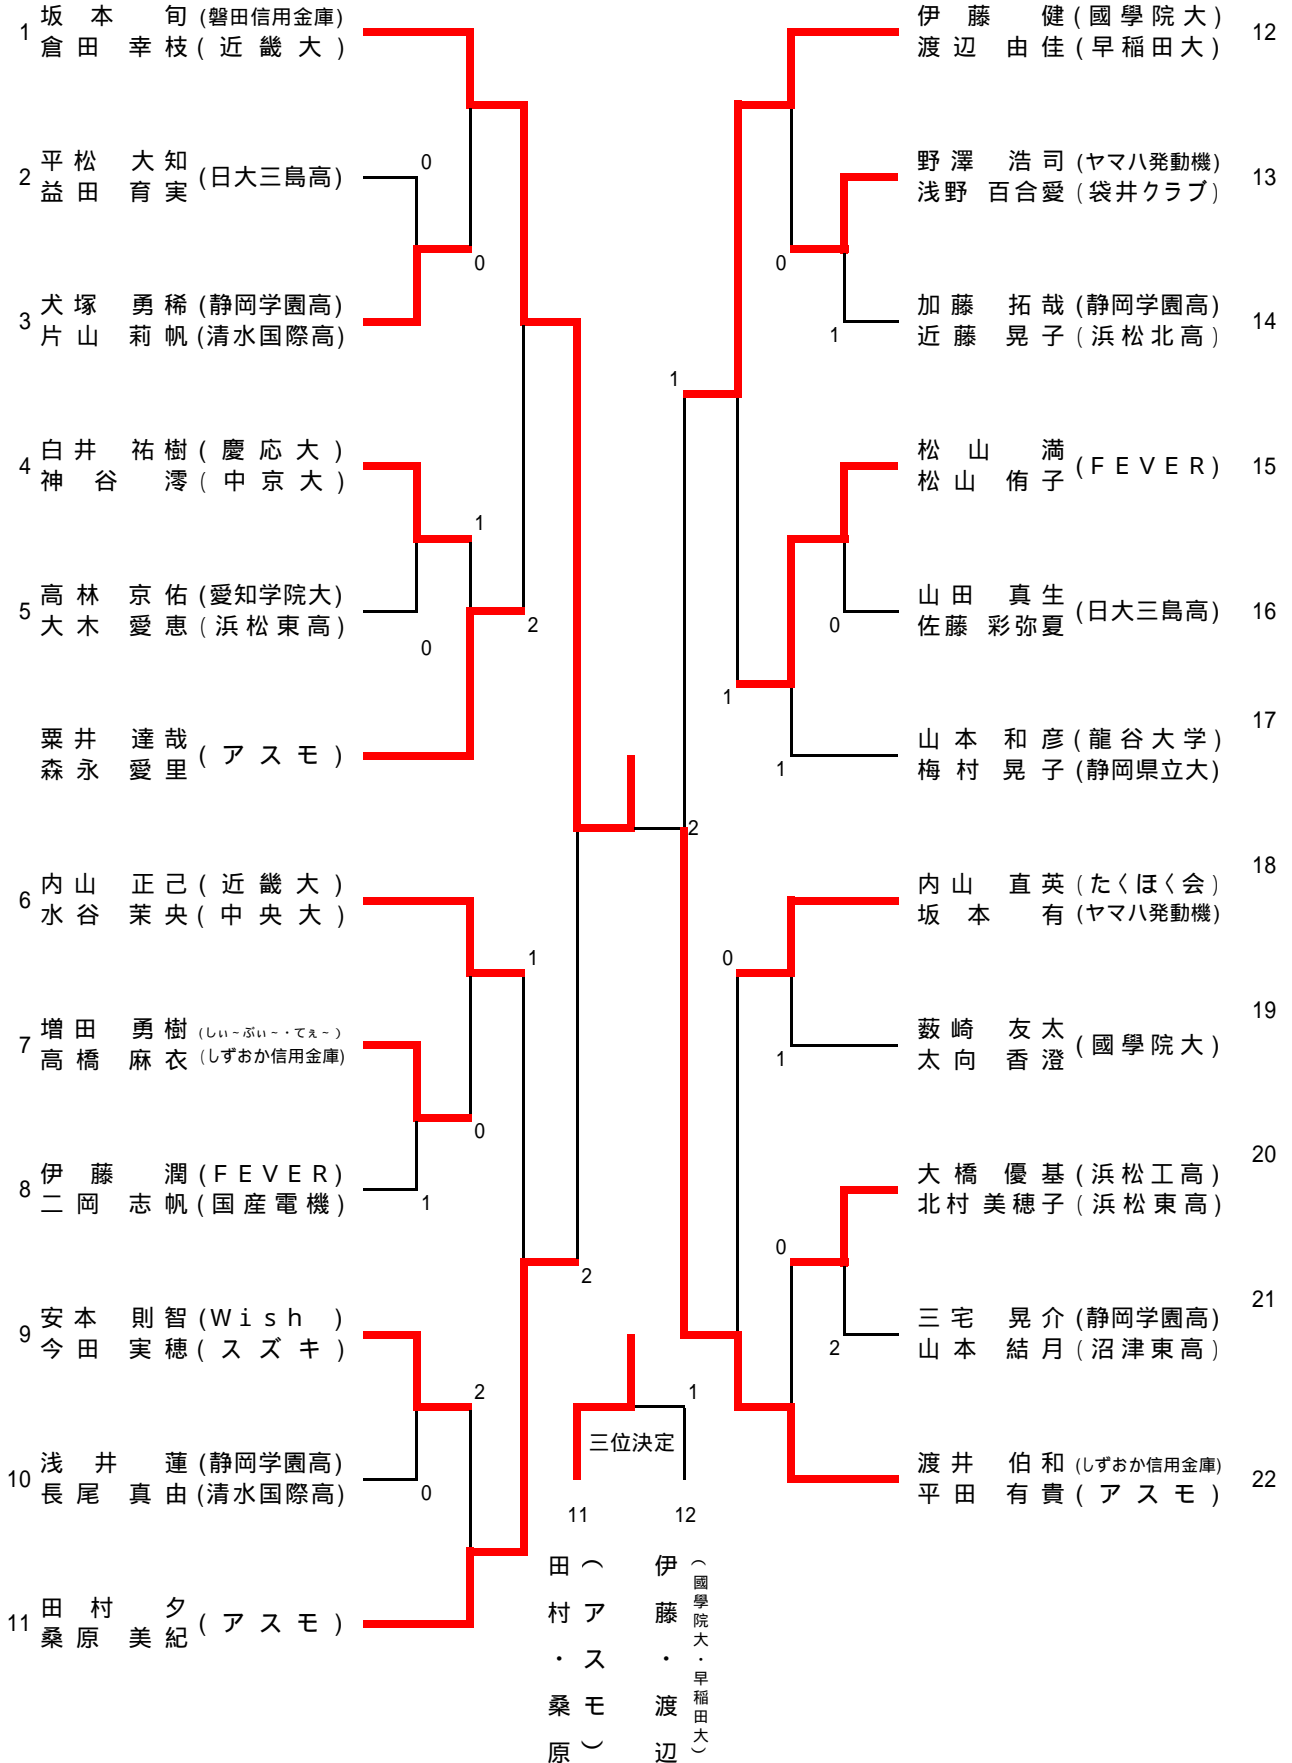 1
坂本 旬 (磐田信用金庫)
倉田 幸枝 (近畿大)
0
2
平松 大知
益田 育実
(日大三島高)
0
3
犬塚 勇稀 (静岡学園高)
片山 莉帆 (清水国際高)
4
白井 祐樹 (慶応大)
神谷 澪 (中京大)
1
5
高林 京佑 (愛知学院大)
大木 愛恵 (浜松東高)
0
2
粟井 達哉
森永 愛里
(アスモ)
6
内山 正己 (近畿大)
水谷 茉央 (中央大)
1
7
増田 勇樹 (しぃ~ぶぃ~・てぇ~)
高橋 麻衣 (しずおか信用金庫)
0
8
伊藤 潤 (FEVER)
二岡 志帆 (国産電機)
1
2
9
安本 則智 (Wish)
今田 実穂 (スズキ)
2
10
浅井 蓮 (静岡学園高)
長尾 真由 (清水国際高)
0
11
田村 夕
桑原 美紀
(アスモ)
12
伊藤 健 (國學院大)
渡辺 由佳 (早稲田大)
13
野澤 浩司 (ヤマハ発動機)
浅野 百合愛 (袋井クラブ)
0
14
加藤 拓哉 (静岡学園高)
近藤 晃子 (浜松北高)
1
1
15
松山 満
松山 侑子
(FEVER)
16
山田 真生
佐藤 彩弥夏
(日大三島高)
0
1
17
山本 和彦 (龍谷大学)
梅村 晃子 (静岡県立大)
1
2
18
内山 直英 (たくほく会)
坂本 有 (ヤマハ発動機)
0
19
薮崎 友太
太向 香澄
(國學院大)
1
20
大橋 優基 (浜松工高)
北村 美穂子 (浜松東高)
0
21
三宅 晃介 (静岡学園高)
山本 結月 (沼津東高)
2
22
渡井 伯和 (しずおか信用金庫)
平田 有貴 (アスモ)
1
三位決定
11
田村・桑原
(アスモ)
12
伊藤・渡辺
(國學院大・早稲田大)